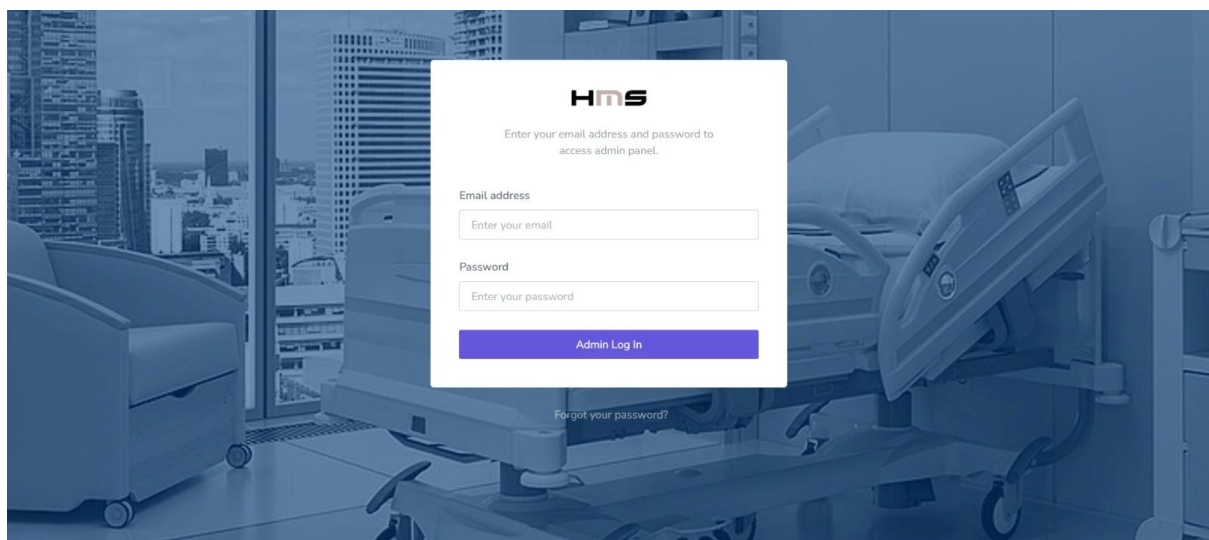 HMS
Enter your email address and password to
access admin panel.
Email address
Enter your email
Password
Enter your password
Admin Log In
Forgot your password?